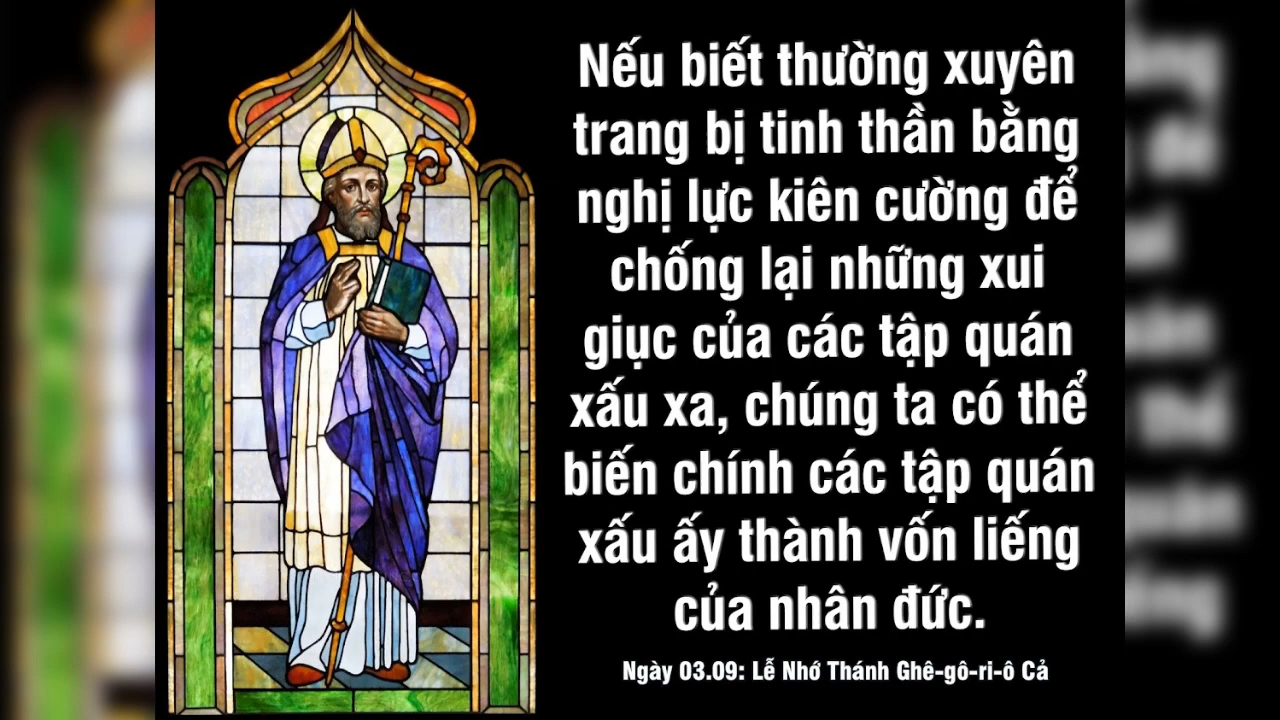 Nếu biết thường xuyên
trang bị tinh thần bằng
nghị lực kiên cường để
chống lại những xui
giục của các tập quán
xấu xa, chúng ta có thể
biến chính các tập quán
xấu ấy thành vốn liếng
của nhân đức.
Ngày 03.09: Lễ Nhớ Thánh Ghê-gô-ri-ô Cả